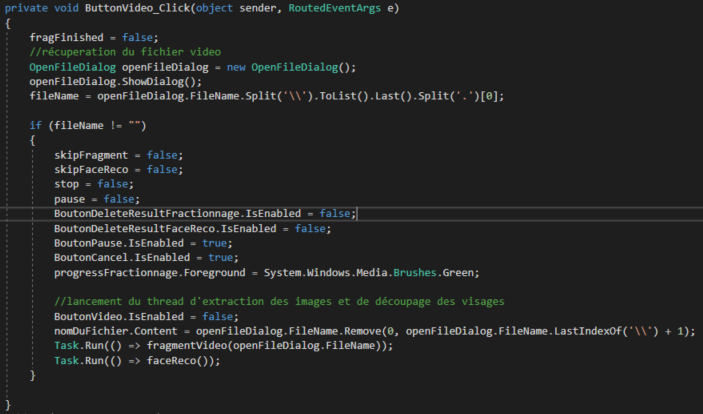 private void ButtonVideo_Click(object sender, RoutedEventArgs e)
{
fragFinished = false;
//récuperation du fichier video
OpenFileDialog openFileDialog = new OpenFileDialog();
openFileDialog.ShowDialog();
fileName = openFileDialog.FileName.Split('\\').ToList().Last().Split('.')[0];
if (fileName != "")
{
skipFragment = false;
skipFaceReco = false;
stop = false;
pause = false;
BoutonDeleteResultFractionnage.IsEnabled = false;
BoutonDeleteResultFaceReco.IsEnabled = false;
BoutonPause.IsEnabled = true;
BoutonCancel.IsEnabled = true;
progressFractionnage.Foreground = System.Windows.Media.Brushes.Green;
//lancement du thread d'extraction des images et de découpage des visages
BoutonVideo.IsEnabled = false;
nomDuFichier.Content = openFileDialog.FileName.Remove(0, openFileDialog.FileName.LastIndexOf('\\') + 1);
Task.Run(() => fragmentVideo(openFileDialog.FileName));
Task.Run(() => faceReco());
}
}